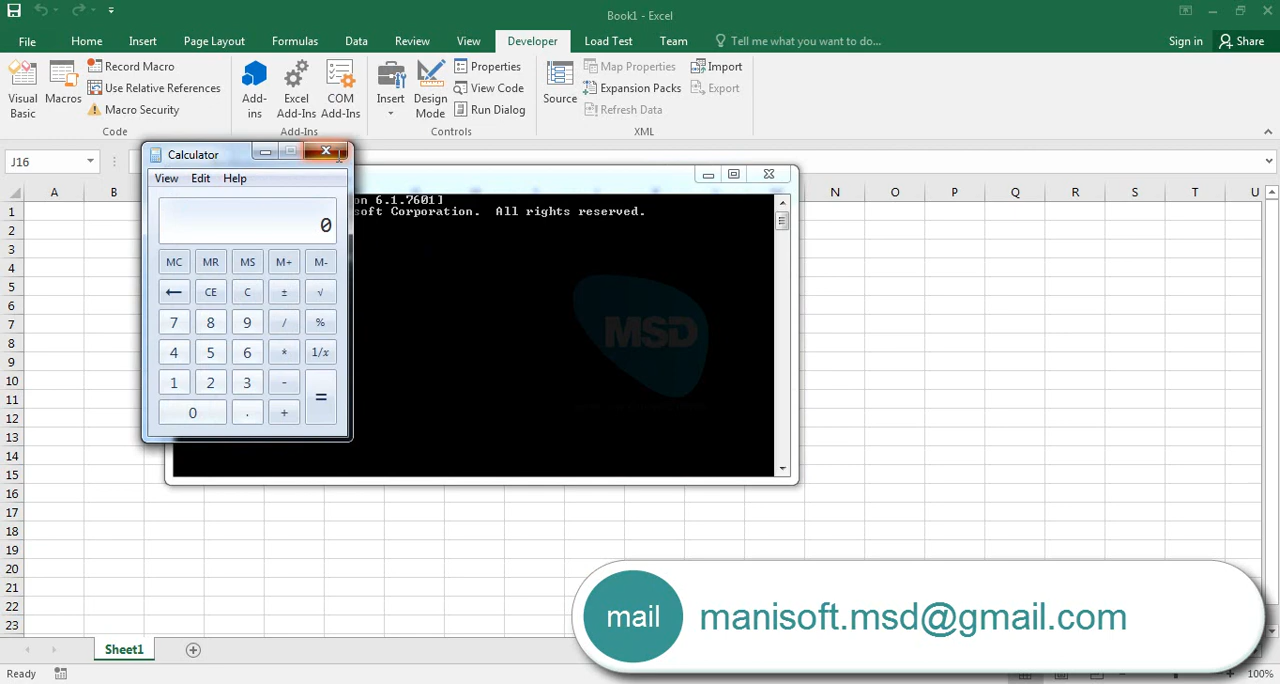 Book1 - Excel
File Home Insert Page Layout Formulas Data Review View Developer Load Test Team Tell me what you want to do... Sign in Share
Visual Basic
Macros
Record Macro
Use Relative References
Macro Security
Code
Add-ins
Excel Add-Ins
COM Add-Ins
Add-Ins
Insert
Design Mode
Properties
View Code
Run Dialog
Controls
Source
Map Properties
Expansion Packs
Refresh Data
Import
Export
XML
J16
Calculator
View Edit Help
0
MC MR MS M+ M-
← CE C ± √
7 8 9 / %
4 5 6 * 1/x
1 2 3 - =
0 . +
on 6.1.7601]
soft Corporation. All rights reserved.
MSD
A B N O P Q R S T U
1
2
3
4
5
6
7
8
9
10
11
12
13
14
15
16
17
18
19
20
21
22
23
mail manisoft.msd@gmail.com
Sheet1
Ready
100%